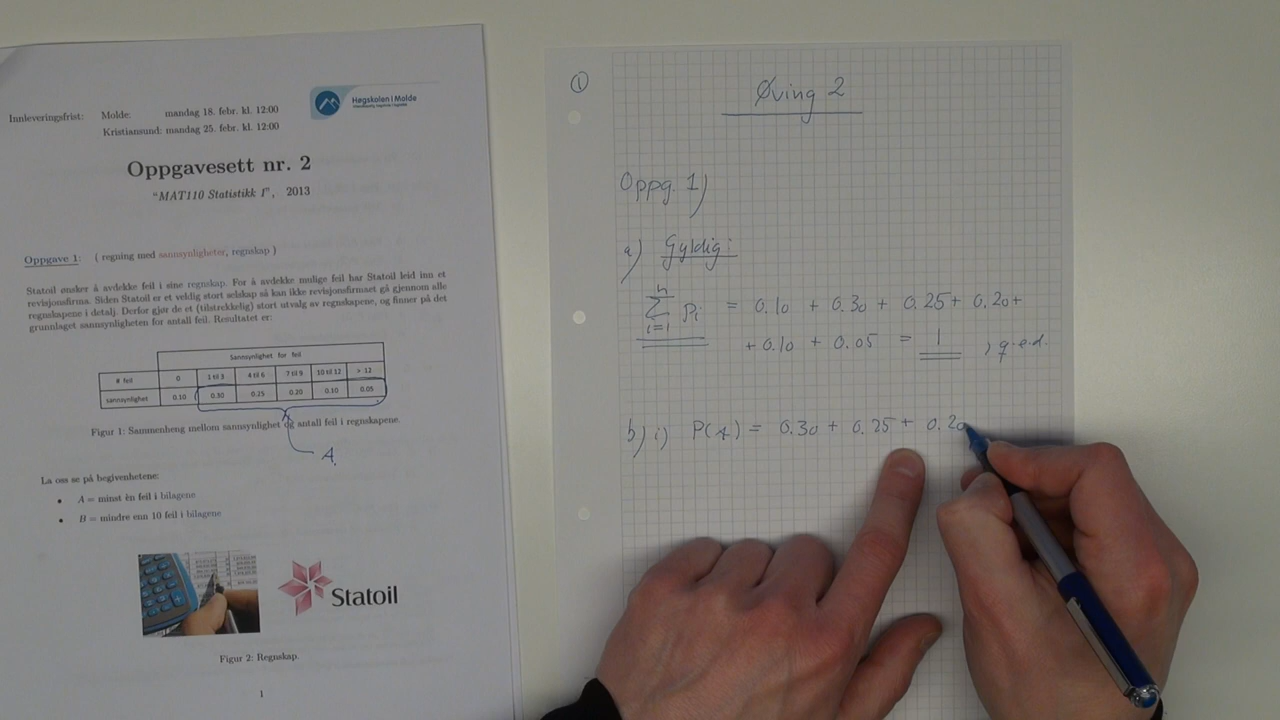 Innleveringsfrist: Molde: mandag 18. febr. kl. 12:00
Kristiansund: mandag 25. febr. kl. 12:00
Høgskolen i Molde
Oppgavesett nr. 2
"MAT110 Statistikk I", 2013
Oppgave 1: ( regning med sannsynligheter, regnskap )
Statoil ønsker å avdekke feil i sine regnskap. For å avdekke mulige feil har Statoil leid inn et
revisjonsfirma. Siden Statoil er et veldig stort selskap så kan ikke revisjonsfirmaet gå gjennom alle
regnskapene i detalj. Derfor gjør de et (tilstrekkelig) stort utvalg av regnskapene, og finner på det
grunnlaget sannsynligheten for antall feil. Resultatet er:
Sannsynlighet for feil
# feil 0 1 til 3 4 til 6 7 til 9 10 til 12 > 12
sannsynlighet 0.10 0.30 0.25 0.20 0.10 0.05
Figur 1: Sammenheng mellom sannsynlighet og antall feil i regnskapene.
A
La oss se på begivenhetene:
• A = minst èn feil i bilagene
• B = mindre enn 10 feil i bilagene
Statoil
Figur 2: Regnskap.
1
① Øving 2
Oppg. 1)
a) Gyldig:
n
∑ pi = 0.10 + 0.30 + 0.25 + 0.20 +
i=1
+ 0.10 + 0.05 = 1 , q.e.d.
b) i) P(A) = 0.30 + 0.25 + 0.20